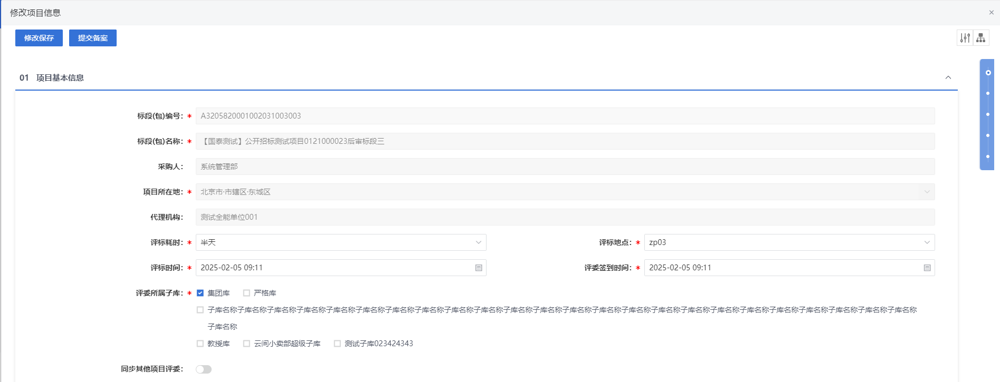 修改项目信息
修改保存 提交备案
01 项目基本信息
标段(包)编号：* A3205820001002031003003
标段(包)名称：* 【国泰测试】公开招标测试项目0121000023后审标段三
采购人： 系统管理部
项目所在地：* 北京市·市辖区·东城区
代理机构： 测试全能单位001
评标耗时：* 半天 评标地点：* zp03
评标时间：* 2025-02-05 09:11 评委签到时间：* 2025-02-05 09:11
评委所属子库：* 集团库 严格库
子库名称子库名称子库名称子库名称子库名称子库名称子库名称子库名称子库名称子库名称子库名称子库名称子库名称子库名称子库名称子库名称子库名称子库名称子库名称子库名称子库名称子库名称子库名称子库名称
子库名称
教授库 云间小卖部超级子库 测试子库023424343
同步其他项目评委：